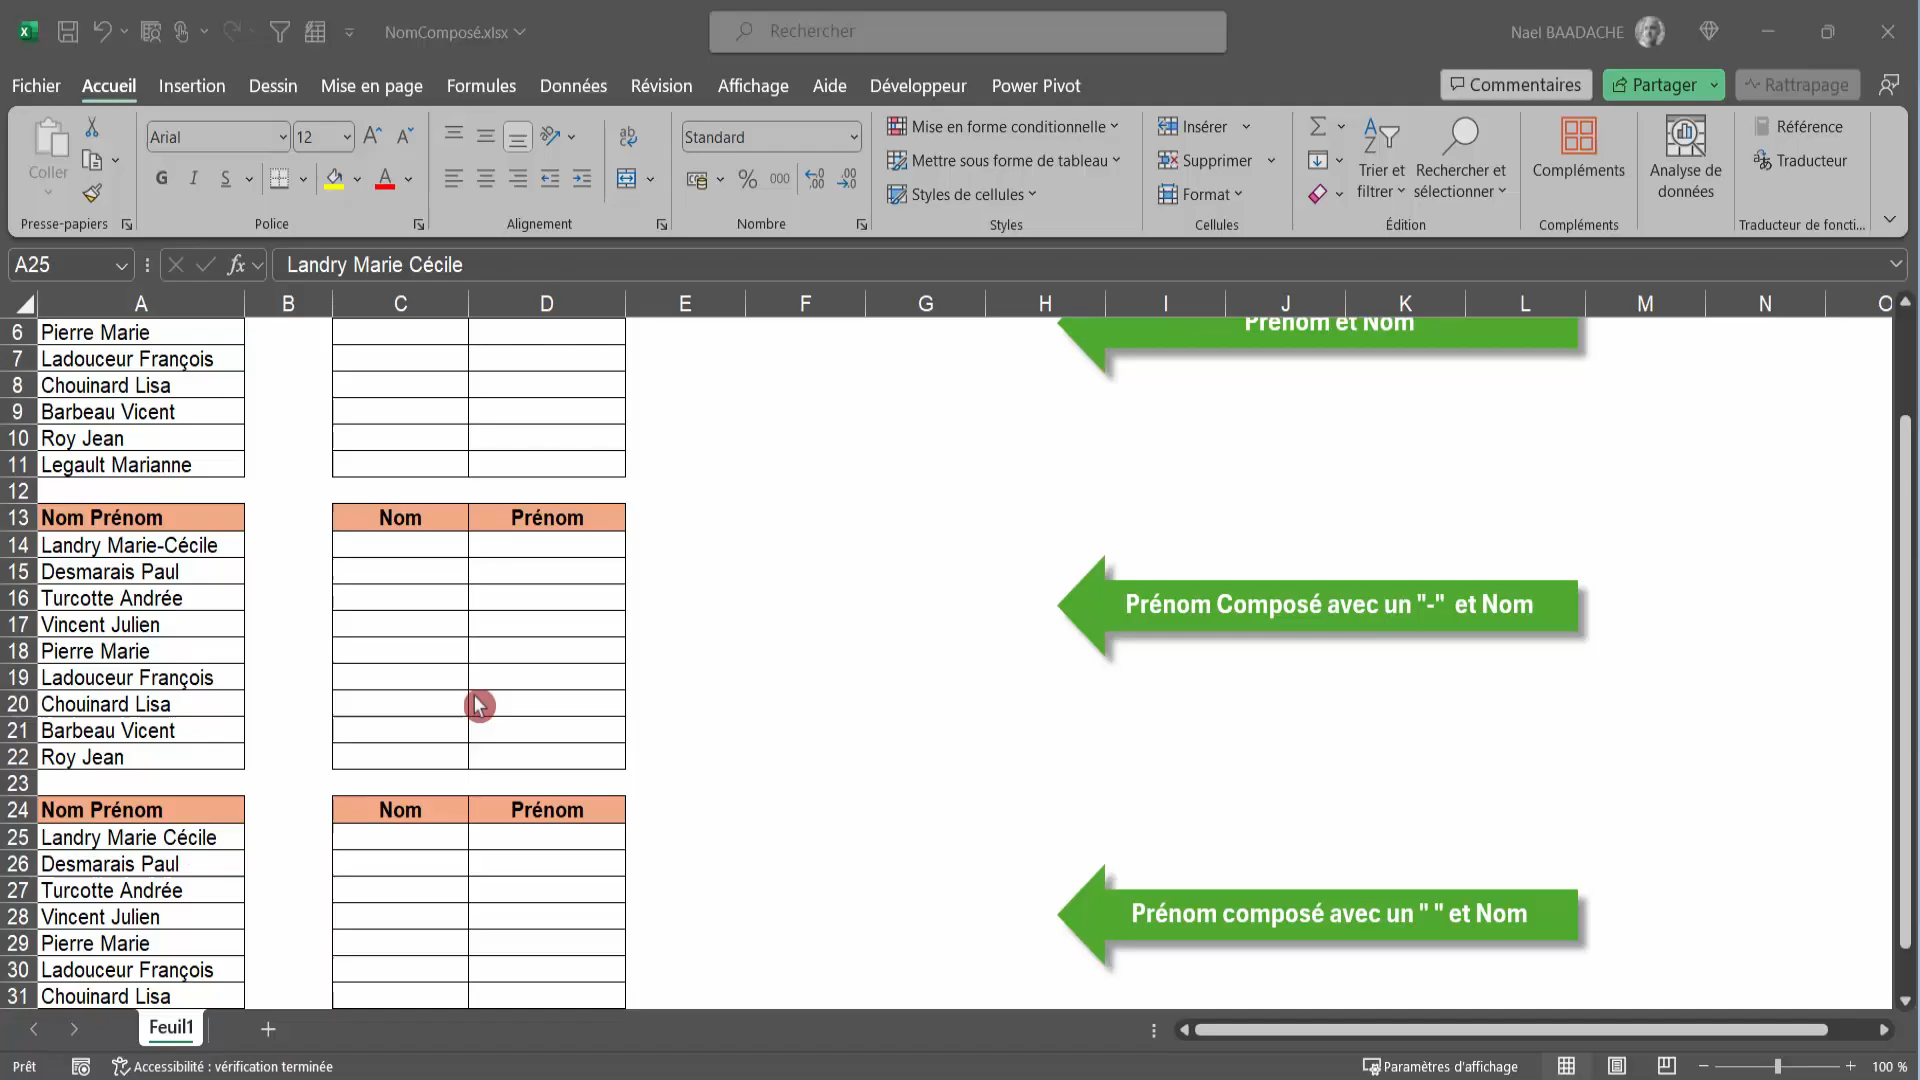 NomComposé.xlsx
Rechercher
Nael BAADACHE
Fichier Accueil Insertion Dessin Mise en page Formules Données Révision Affichage Aide Développeur Power Pivot
Commentaires Partager Rattrapage
Coller
Presse-papiers
Arial 12
G I S
Police
Alignement
Standard
% 000
Nombre
Mise en forme conditionnelle
Mettre sous forme de tableau
Styles de cellules
Styles
Insérer
Supprimer
Format
Cellules
Trier et filtrer
Rechercher et sélectionner
Édition
Compléments
Compléments
Analyse de données
Référence
Traducteur
Traducteur de foncti...
A25 fx Landry Marie Cécile
A B C D E F G H I J K L M N O
6 Pierre Marie
Prénom et Nom
7 Ladouceur François
8 Chouinard Lisa
9 Barbeau Vicent
10 Roy Jean
11 Legault Marianne
12
13 Nom Prénom Nom Prénom
14 Landry Marie-Cécile
15 Desmarais Paul
16 Turcotte Andrée
Prénom Composé avec un "-" et Nom
17 Vincent Julien
18 Pierre Marie
19 Ladouceur François
20 Chouinard Lisa
21 Barbeau Vicent
22 Roy Jean
23
24 Nom Prénom Nom Prénom
25 Landry Marie Cécile
26 Desmarais Paul
27 Turcotte Andrée
28 Vincent Julien
Prénom composé avec un " " et Nom
29 Pierre Marie
30 Ladouceur François
31 Chouinard Lisa
Feuil1
Prêt
Accessibilité : vérification terminée
Paramètres d'affichage
100 %